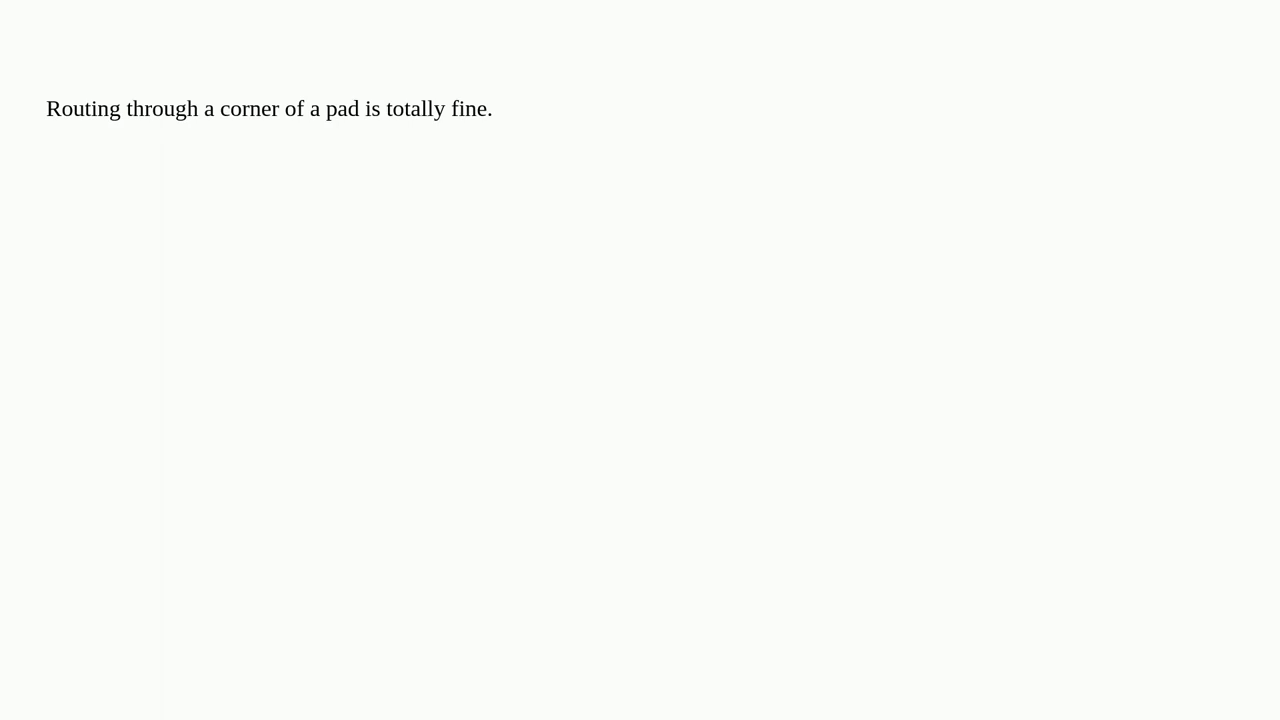 Routing through a corner of a pad is totally fine.